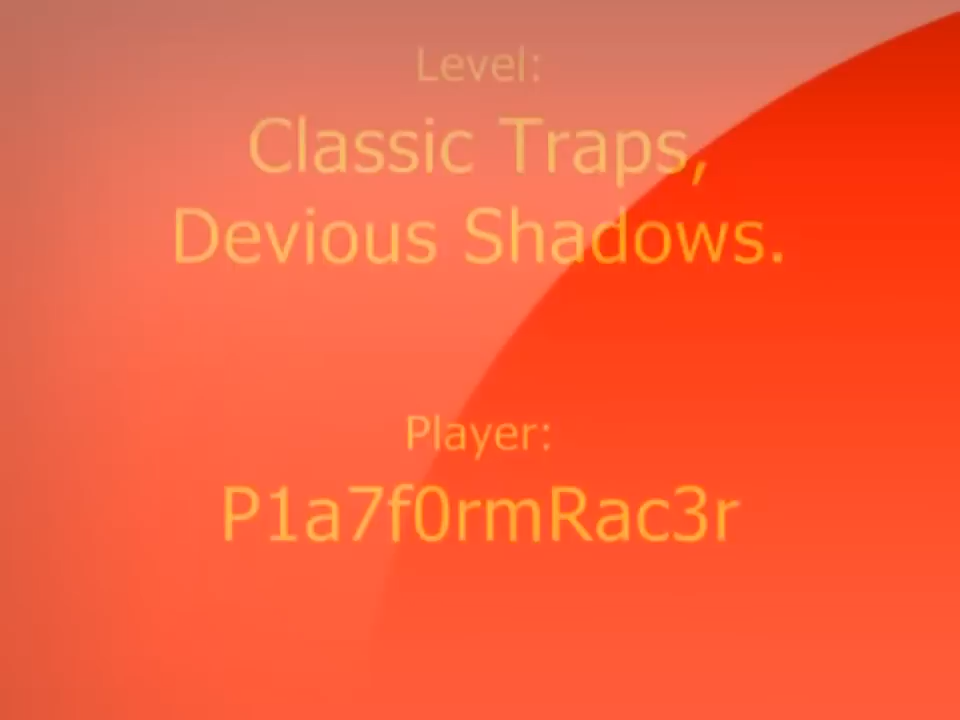 Level:
Classic Traps,
Devious Shadows.
Player:
P1a7f0rmRac3r